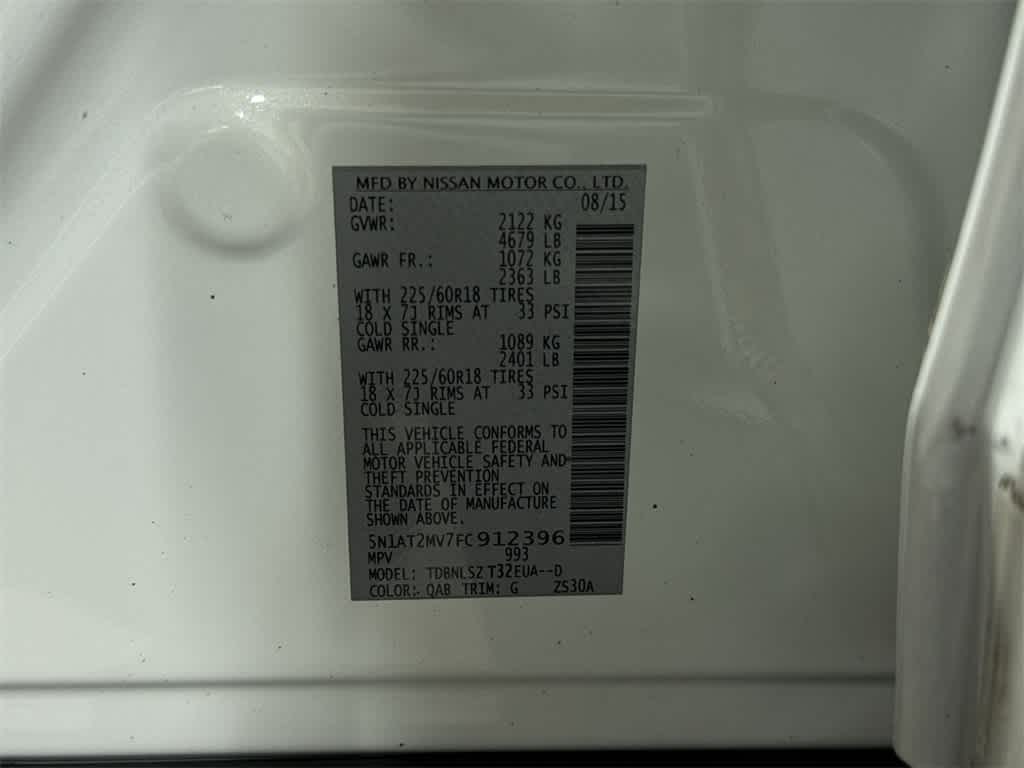 MFD BY NISSAN MOTOR CO., LTD.
DATE: 08/15
GVWR: 2122 KG
4679 LB
GAWR FR.: 1072 KG
2363 LB
WITH 225/60R18 TIRES
18 X 7J RIMS AT 33 PSI
COLD SINGLE
GAWR RR.: 1089 KG
2401 LB
WITH 225/60R18 TIRES
18 X 7J RIMS AT 33 PSI
COLD SINGLE
THIS VEHICLE CONFORMS TO
ALL APPLICABLE FEDERAL
MOTOR VEHICLE SAFETY AND
THEFT PREVENTION
STANDARDS IN EFFECT ON
THE DATE OF MANUFACTURE
SHOWN ABOVE.
5N1AT2MV7FC912396
MPV 993
MODEL: TDBNLSZ T32EUA--D
COLOR: QAB TRIM: G ZS30A